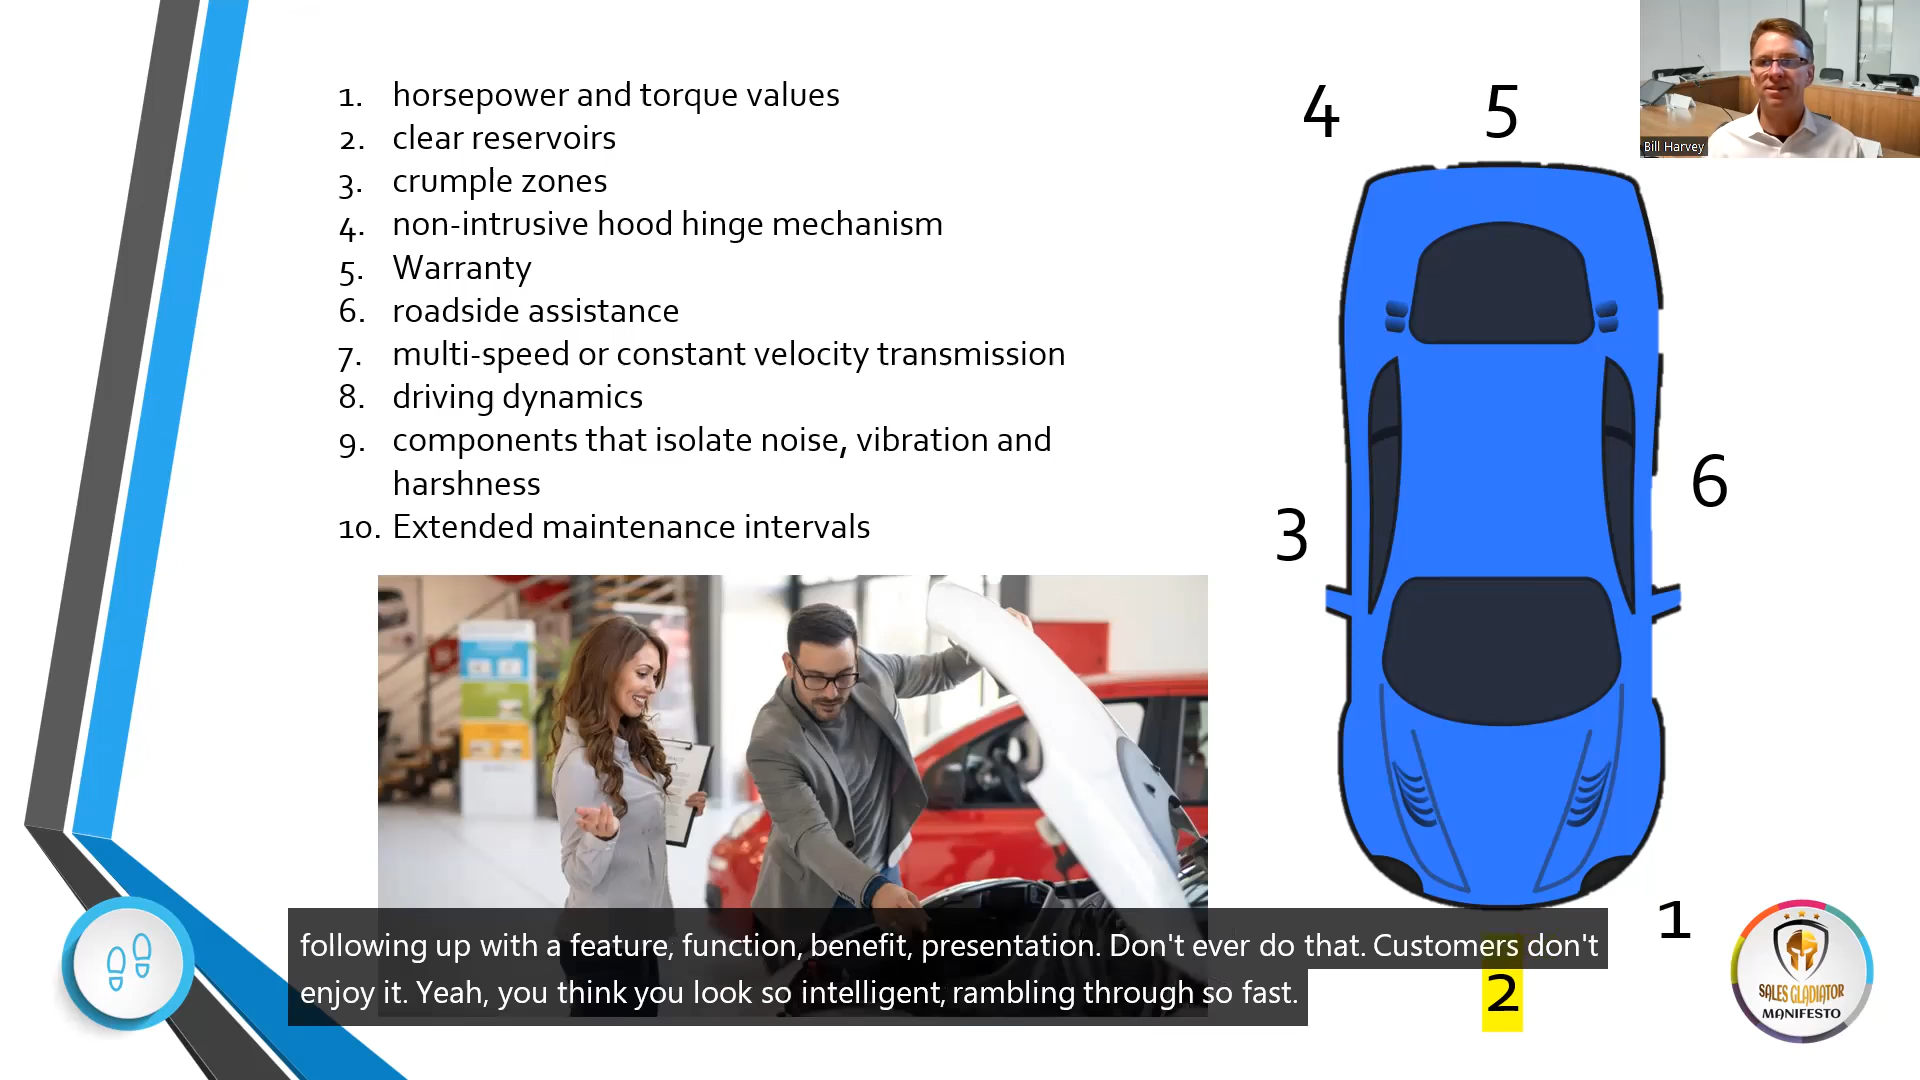 1. horsepower and torque values
2. clear reservoirs
3. crumple zones
4. non-intrusive hood hinge mechanism
5. Warranty
6. roadside assistance
7. multi-speed or constant velocity transmission
8. driving dynamics
9. components that isolate noise, vibration and
harshness
10. Extended maintenance intervals
4
5
Bill Harvey
6
3
1
2
following up with a feature, function, benefit, presentation. Don't ever do that. Customers don't
enjoy it. Yeah, you think you look so intelligent, rambling through so fast.
SALES GLADIATOR
MANIFESTO